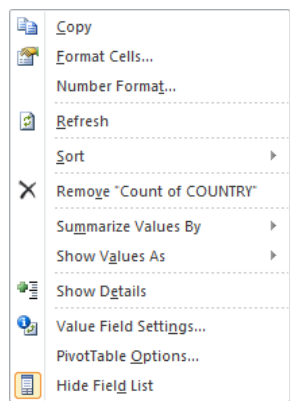 Copy
Format Cells...
Number Format...
Refresh
Sort
Remove "Count of COUNTRY"
Summarize Values By
Show Values As
Show Details
Value Field Settings...
PivotTable Options...
Hide Field List